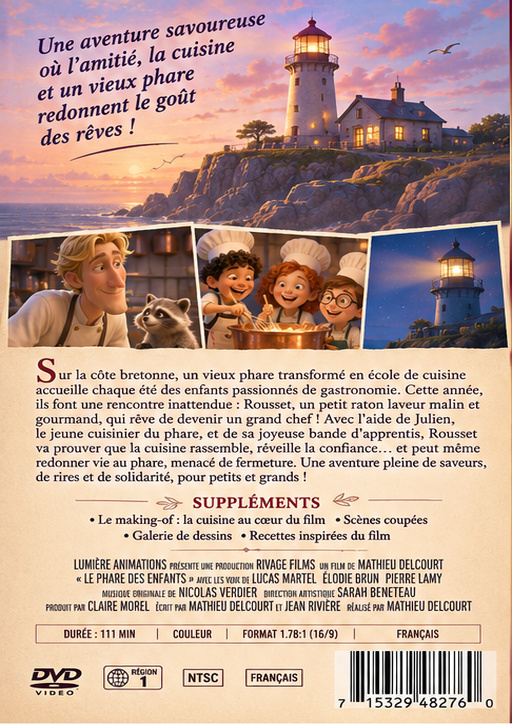 Une aventure savoureuse
où l'amitié, la cuisine
et un vieux phare
redonnent le goût
des rêves !
Sur la côte bretonne, un vieux phare transformé en école de cuisine
accueille chaque été des enfants passionnés de gastronomie. Cette année,
ils font une rencontre inattendue : Rousset, un petit raton laveur malin et
gourmand, qui rêve de devenir un grand chef ! Avec l'aide de Julien,
le jeune cuisinier du phare, et de sa joyeuse bande d'apprentis, Rousset
va prouver que la cuisine rassemble, réveille la confiance... et peut même
redonner vie au phare, menacé de fermeture. Une aventure pleine de saveurs,
de rires et de solidarité, pour petits et grands !
SUPPLÉMENTS
• Le making-of : la cuisine au cœur du film • Scènes coupées
• Galerie de dessins • Recettes inspirées du film
LUMIÈRE ANIMATIONS PRÉSENTE UNE PRODUCTION RIVAGE FILMS UN FILM DE MATHIEU DELCOURT
« LE PHARE DES ENFANTS » AVEC LES VOIX DE LUCAS MARTEL ÉLODIE BRUN PIERRE LAMY
MUSIQUE ORIGINALE DE NICOLAS VERDIER DIRECTION ARTISTIQUE SARAH BENETEAU
PRODUIT PAR CLAIRE MOREL ÉCRIT PAR MATHIEU DELCOURT ET JEAN RIVIÈRE RÉALISÉ PAR MATHIEU DELCOURT
DURÉE : 111 MIN | COULEUR | FORMAT 1.78:1 (16/9) | FRANÇAIS
DVD VIDEO RÉGION 1 NTSC FRANÇAIS
7 15329 48276 0